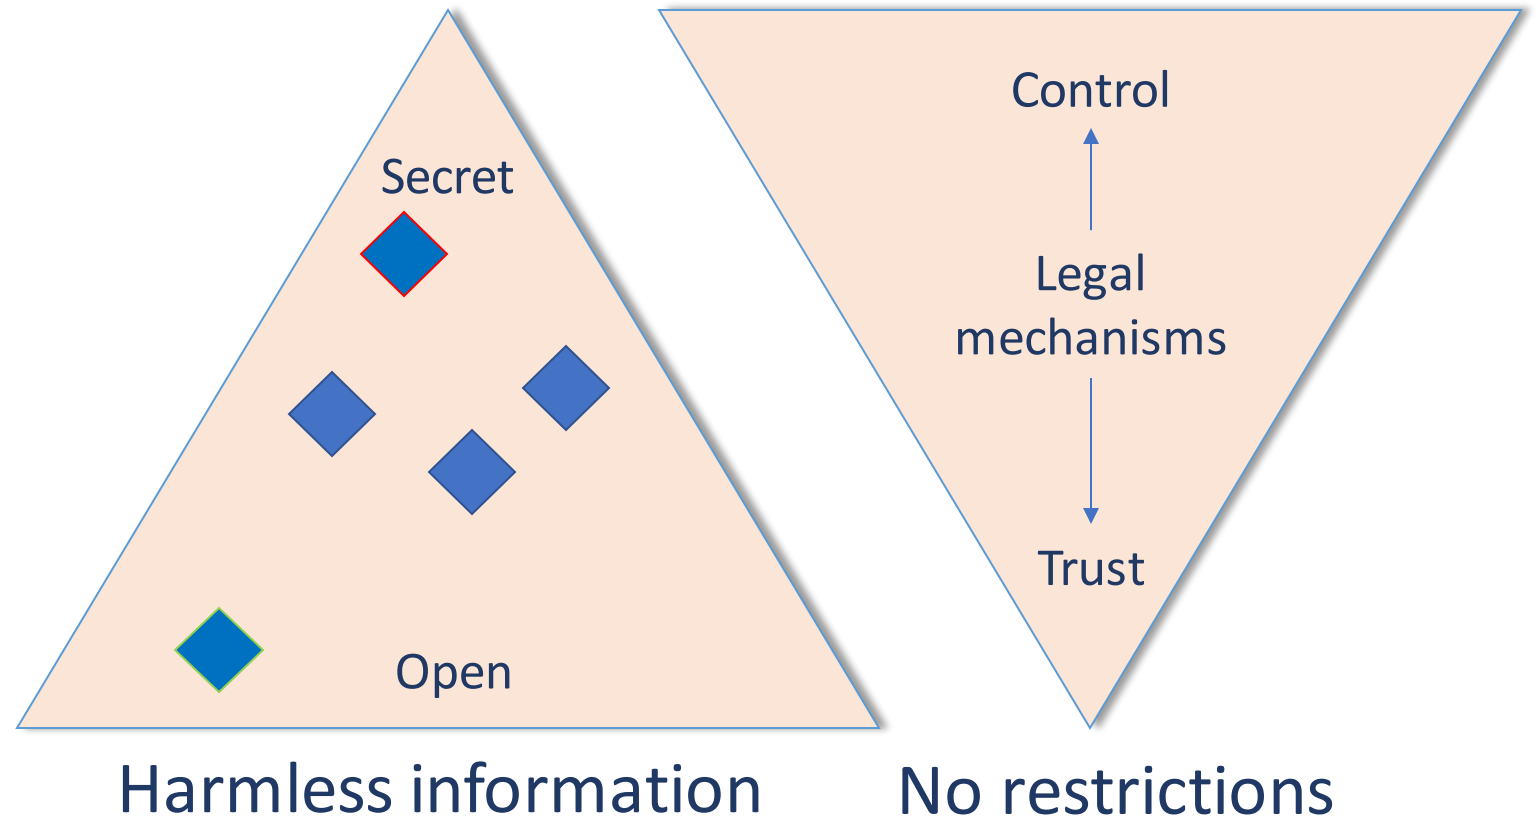 Secret
Open
Harmless information
Control
Legal
mechanisms
Trust
No restrictions